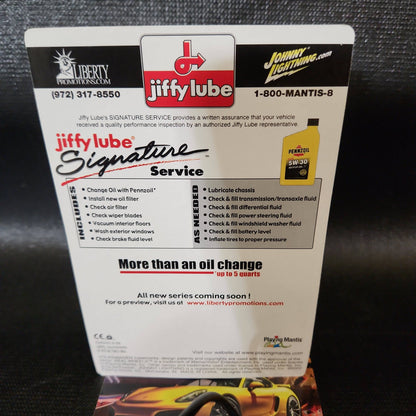 LIBERTY
PROMOTIONS.COM
jiffy lube
JOHNNY
LIGHTNING.com
(972) 317-8550
1-800-MANTIS-8
Jiffy Lube's SIGNATURE SERVICE provides a written assurance that your vehicle
received a quality performance inspection by an authorized Jiffy Lube representative.
jiffy lube
Signature
Service
PENNZOIL
5W-30
INCLUDES
• Change Oil with Pennzoil
• Install new oil filter
• Check air filter
• Check wiper blades
• Vacuum interior floors
• Wash exterior windows
• Check brake fluid level
AS NEEDED
• Lubricate chassis
• Check & fill transmission/transaxle fluid
• Check & fill differential fluid
• Check & fill power steering fluid
• Check & fill windshield washer fluid
• Check & fill battery level
• Inflate tires to proper pressure
More than an oil change
up to 5 quarts
All new series coming soon !
For a preview, visit us at www.libertypromotions.com
CE
Playing Mantis
Visit our website at www.playingmantis.com